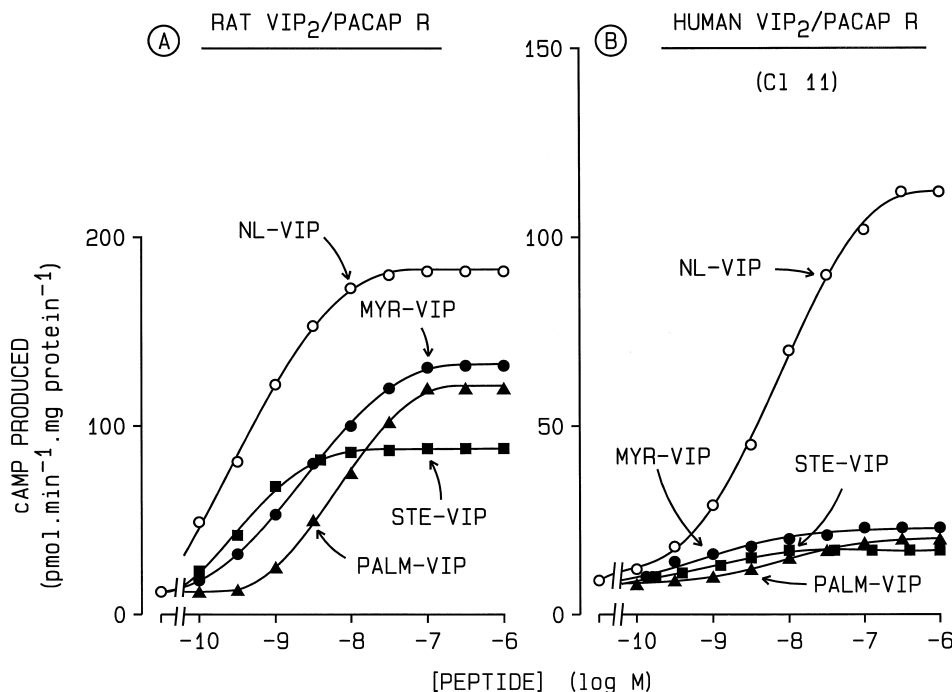 A RAT VIP2/PACAP R
200
100
0
CAMP PRODUCED
(pmol.min−1.mg protein−1)
NL-VIP
MYR-VIP
STE-VIP
PALM-VIP
−10 −9 −8 −7 −6
B HUMAN VIP2/PACAP R
(Cl 11)
150
100
50
0
NL-VIP
MYR-VIP
STE-VIP
PALM-VIP
−10 −9 −8 −7 −6
[PEPTIDE] (log M)